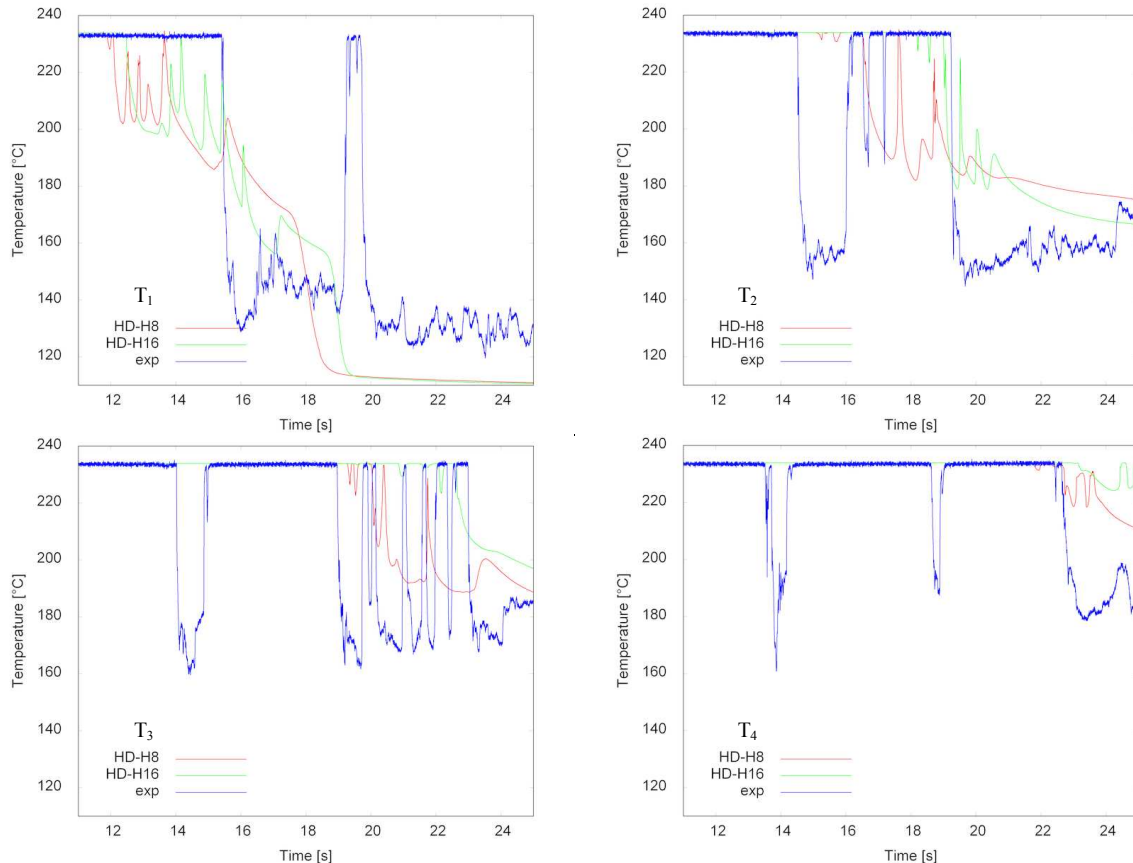 240
220
200
180
160
140
120
Temperature [°C]
T1
HD-H8
HD-H16
exp
12 14 16 18 20 22 24
Time [s]
240
220
200
180
160
140
120
Temperature [°C]
T2
HD-H8
HD-H16
exp
12 14 16 18 20 22 24
Time [s]
240
220
200
180
160
140
120
Temperature [°C]
T3
HD-H8
HD-H16
exp
12 14 16 18 20 22 24
Time [s]
240
220
200
180
160
140
120
Temperature [°C]
T4
HD-H8
HD-H16
exp
12 14 16 18 20 22 24
Time [s]